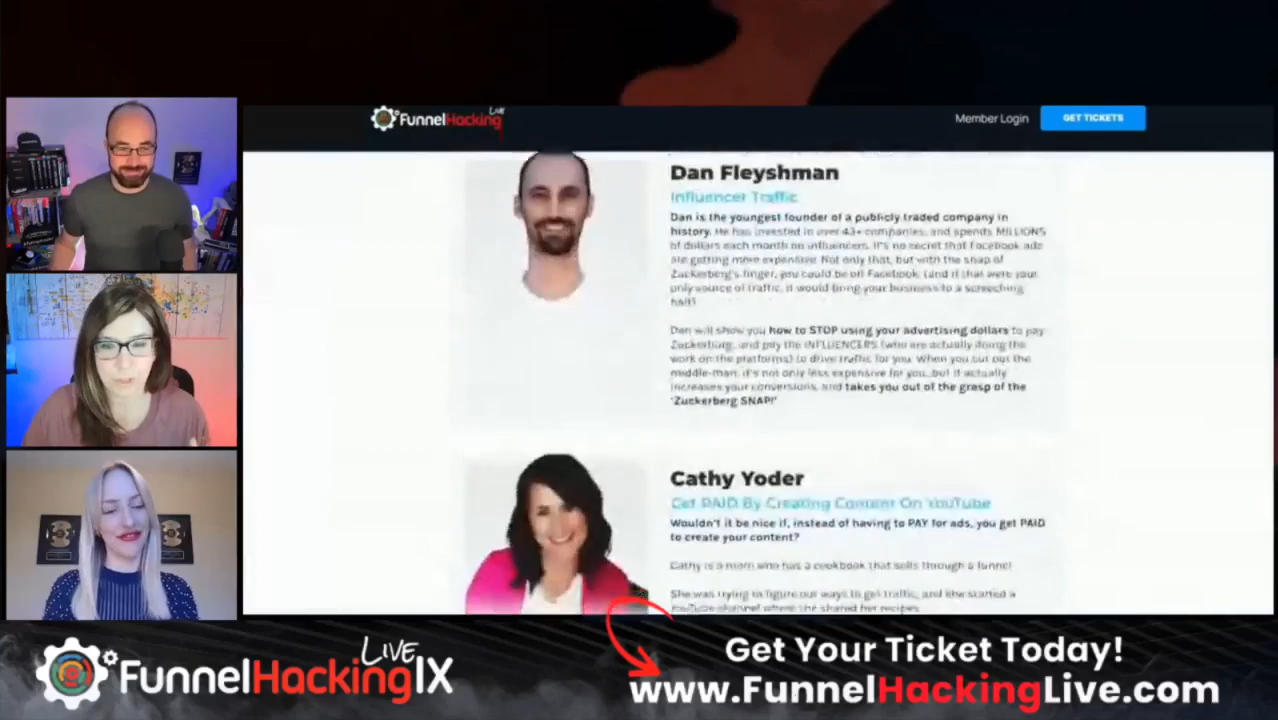 FunnelHacking LIVE
Member Login
GET TICKETS
Dan Fleyshman
Influencer Traffic
Dan is the youngest founder of a publicly traded company in
history. He has invested in over 43+ companies, and spends MILLIONS
of dollars each month on influencers. It's no secret that Facebook ads
are getting more expensive. Not only that, but with the snap of
Zuckerberg's finger, you could be off Facebook, (and if that were your
only source of traffic, it would bring your business to a screeching
halt)
Dan will show you how to STOP using your advertising dollars to pay
Zuckerburg, and pay the INFLUENCERS (who are actually doing the
work on the platforms) to drive traffic for you. When you cut out the
middle-man, it's not only less expensive for you, but it actually
increases your conversions, and takes you out of the grasp of the
'Zuckerberg SNAP!'
Cathy Yoder
Get PAID By Creating Content On YouTube
Wouldn't it be nice if, instead of having to PAY for ads, you get PAID
to create your content?
Cathy is a mom who has a cookbook that sells through a funnel
She was trying to figure our ways to get traffic, and she started a
YouTube channel where she shared her recipes
FunnelHacking LIVE IX
Get Your Ticket Today!
www.FunnelHackingLive.com